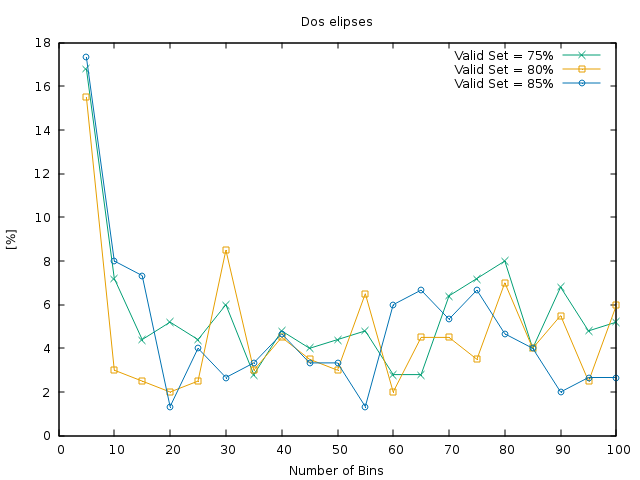 Dos elipses
Valid Set = 75%
Valid Set = 80%
Valid Set = 85%
18
16
14
12
10
8
6
4
2
0
[%]
0 10 20 30 40 50 60 70 80 90 100
Number of Bins